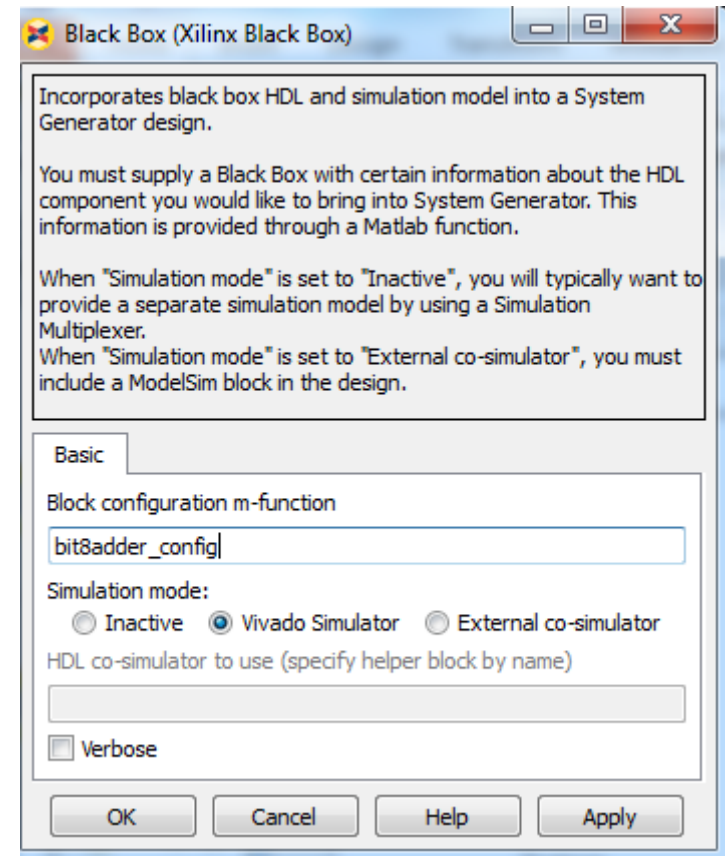 Black Box (Xilinx Black Box)
Incorporates black box HDL and simulation model into a System
Generator design.
You must supply a Black Box with certain information about the HDL
component you would like to bring into System Generator. This
information is provided through a Matlab function.
When "Simulation mode" is set to "Inactive", you will typically want to
provide a separate simulation model by using a Simulation
Multiplexer.
When "Simulation mode" is set to "External co-simulator", you must
include a ModelSim block in the design.
Basic
Block configuration m-function
bit8adder_config
Simulation mode:
Inactive Vivado Simulator External co-simulator
HDL co-simulator to use (specify helper block by name)
Verbose
OK Cancel Help Apply